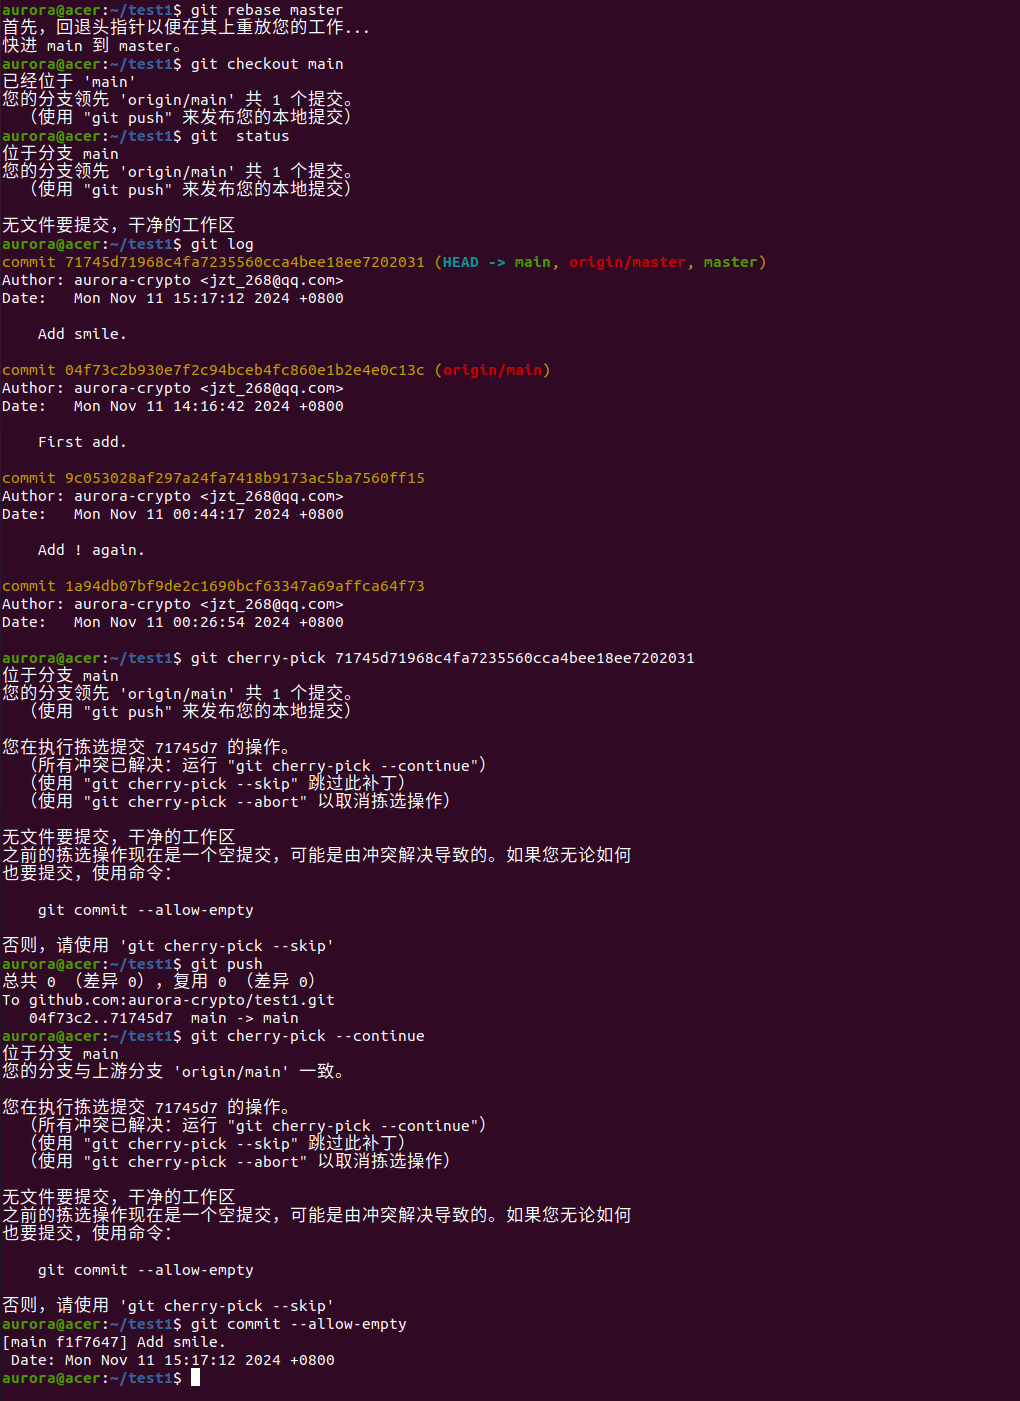 aurora@acer:~/test1$ git rebase master
首先，回退头指针以便在其上重放您的工作...
快进 main 到 master。
aurora@acer:~/test1$ git checkout main
已经位于 'main'
您的分支领先 'origin/main' 共 1 个提交。
  （使用 "git push" 来发布您的本地提交）
aurora@acer:~/test1$ git  status
位于分支 main
您的分支领先 'origin/main' 共 1 个提交。
  （使用 "git push" 来发布您的本地提交）

无文件要提交，干净的工作区
aurora@acer:~/test1$ git log
commit 71745d71968c4fa7235560cca4bee18ee7202031 (HEAD -> main, origin/master, master)
Author: aurora-crypto <jzt_268@qq.com>
Date:   Mon Nov 11 15:17:12 2024 +0800

    Add smile.

commit 04f73c2b930e7f2c94bceb4fc860e1b2e4e0c13c (origin/main)
Author: aurora-crypto <jzt_268@qq.com>
Date:   Mon Nov 11 14:16:42 2024 +0800

    First add.

commit 9c053028af297a24fa7418b9173ac5ba7560ff15
Author: aurora-crypto <jzt_268@qq.com>
Date:   Mon Nov 11 00:44:17 2024 +0800

    Add ! again.

commit 1a94db07bf9de2c1690bcf63347a69affca64f73
Author: aurora-crypto <jzt_268@qq.com>
Date:   Mon Nov 11 00:26:54 2024 +0800

aurora@acer:~/test1$ git cherry-pick 71745d71968c4fa7235560cca4bee18ee7202031
位于分支 main
您的分支领先 'origin/main' 共 1 个提交。
  （使用 "git push" 来发布您的本地提交）

您在执行拣选提交 71745d7 的操作。
  （所有冲突已解决：运行 "git cherry-pick --continue"）
  （使用 "git cherry-pick --skip" 跳过此补丁）
  （使用 "git cherry-pick --abort" 以取消拣选操作）

无文件要提交，干净的工作区
之前的拣选操作现在是一个空提交，可能是由冲突解决导致的。如果您无论如何
也要提交，使用命令：

    git commit --allow-empty

否则，请使用 'git cherry-pick --skip'
aurora@acer:~/test1$ git push
总共 0 （差异 0），复用 0 （差异 0）
To github.com:aurora-crypto/test1.git
   04f73c2..71745d7  main -> main
aurora@acer:~/test1$ git cherry-pick --continue
位于分支 main
您的分支与上游分支 'origin/main' 一致。

您在执行拣选提交 71745d7 的操作。
  （所有冲突已解决：运行 "git cherry-pick --continue"）
  （使用 "git cherry-pick --skip" 跳过此补丁）
  （使用 "git cherry-pick --abort" 以取消拣选操作）

无文件要提交，干净的工作区
之前的拣选操作现在是一个空提交，可能是由冲突解决导致的。如果您无论如何
也要提交，使用命令：

    git commit --allow-empty

否则，请使用 'git cherry-pick --skip'
aurora@acer:~/test1$ git commit --allow-empty
[main f1f7647] Add smile.
 Date: Mon Nov 11 15:17:12 2024 +0800
aurora@acer:~/test1$